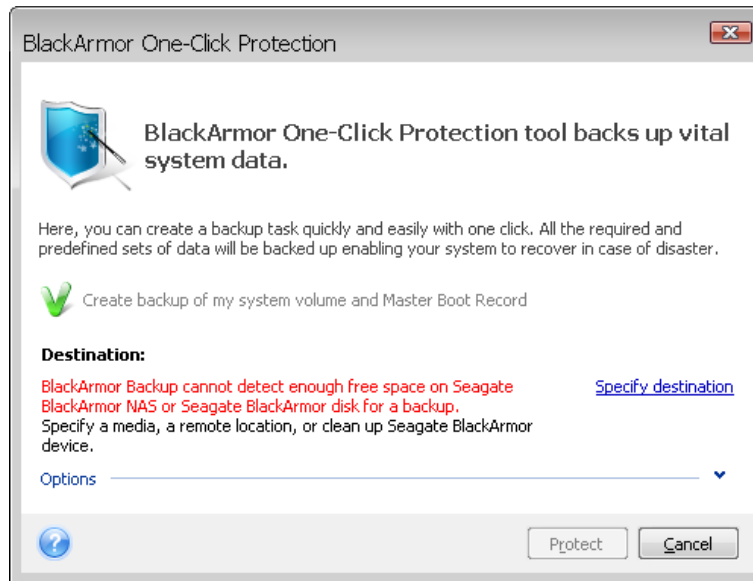 BlackArmor One-Click Protection
BlackArmor One-Click Protection tool backs up vital
system data.
Here, you can create a backup task quickly and easily with one click. All the required and
predefined sets of data will be backed up enabling your system to recover in case of disaster.
Create backup of my system volume and Master Boot Record
Destination:
BlackArmor Backup cannot detect enough free space on Seagate
BlackArmor NAS or Seagate BlackArmor disk for a backup.
Specify destination
Specify a media, a remote location, or clean up Seagate BlackArmor
device.
Options
?
Protect
Cancel